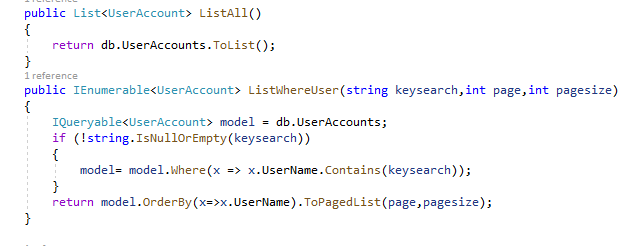 public List<UserAccount> ListAll()
{
    return db.UserAccounts.ToList();
}
1 reference
public IEnumerable<UserAccount> ListWhereUser(string keysearch,int page,int pagesize)
{
    IQueryable<UserAccount> model = db.UserAccounts;
    if (!string.IsNullOrEmpty(keysearch))
    {
        model= model.Where(x => x.UserName.Contains(keysearch));
    }
    return model.OrderBy(x=>x.UserName).ToPagedList(page,pagesize);
}